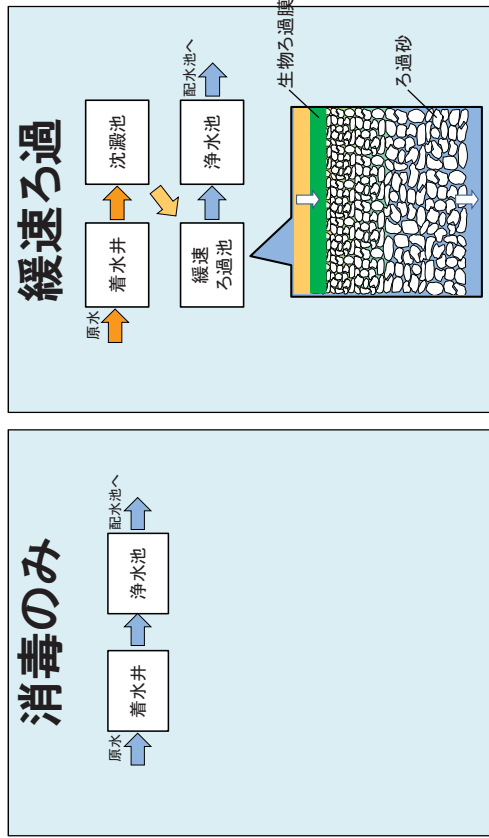 消毒のみ
原水
着水井
浄水池
配水池へ
緩速ろ過
原水
着水井
沈澱池
緩速
ろ過池
浄水池
配水池へ
生物ろ過膜
ろ過砂